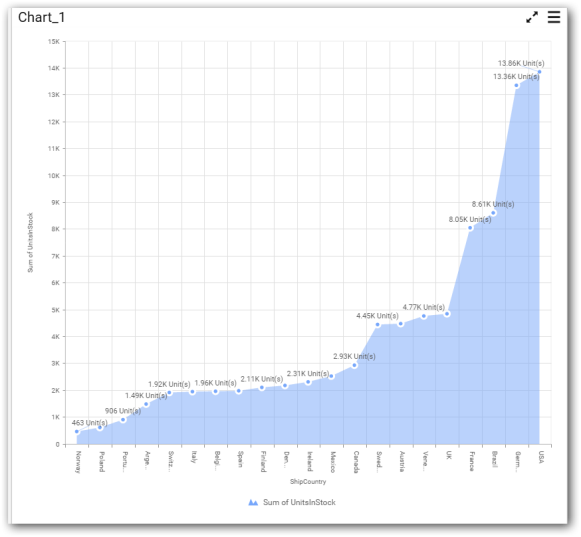 Chart_1
15K
14K
13K
12K
11K
10K
9K
8K
7K
6K
5K
4K
3K
2K
1K
0
Sum of UnitsInStock
13.86K Unit(s)
13.36K Unit(s)
8.61K Unit(s)
8.05K Unit(s)
4.77K Unit(s)
4.45K Unit(s)
2.93K Unit(s)
2.31K Unit(s)
2.11K Unit(s)
1.96K Unit(s)
1.92K Unit(s)
1.49K Unit(s)
906 Unit(s)
463 Unit(s)
Norway
Poland
Portu...
Arge...
Switz...
Italy
Belgi...
Spain
Finland
Den...
Ireland
Mexico
Canada
Swed...
Austria
Vene...
UK
France
Brazil
Germ...
USA
ShipCountry
Sum of UnitsInStock